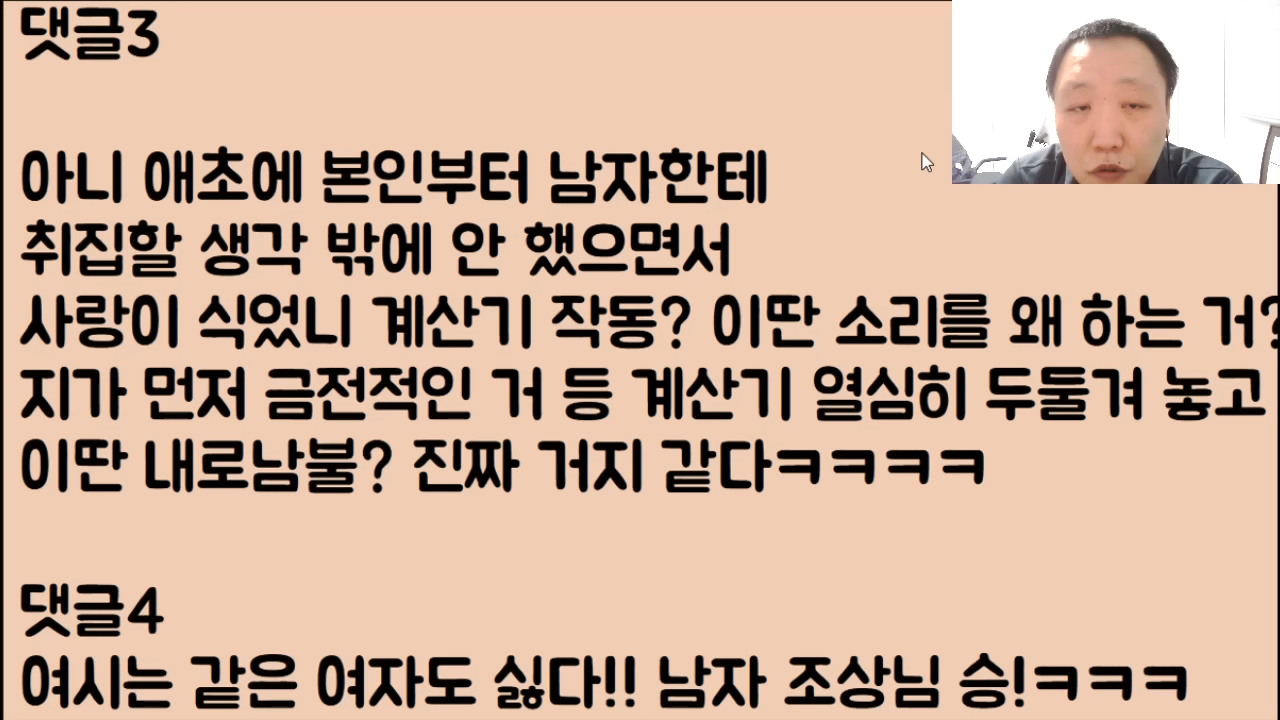 댓글3
아니 애초에 본인부터 남자한테
취집할 생각 밖에 안 했으면서
사랑이 식었니 계산기 작동? 이딴 소리를 왜 하는 거?
지가 먼저 금전적인 거 등 계산기 열심히 두둘겨 놓고
이딴 내로남불? 진짜 거지 같다ㅋㅋㅋㅋ
댓글4
여시는 같은 여자도 싫다!! 남자 조상님 승!ㅋㅋㅋ